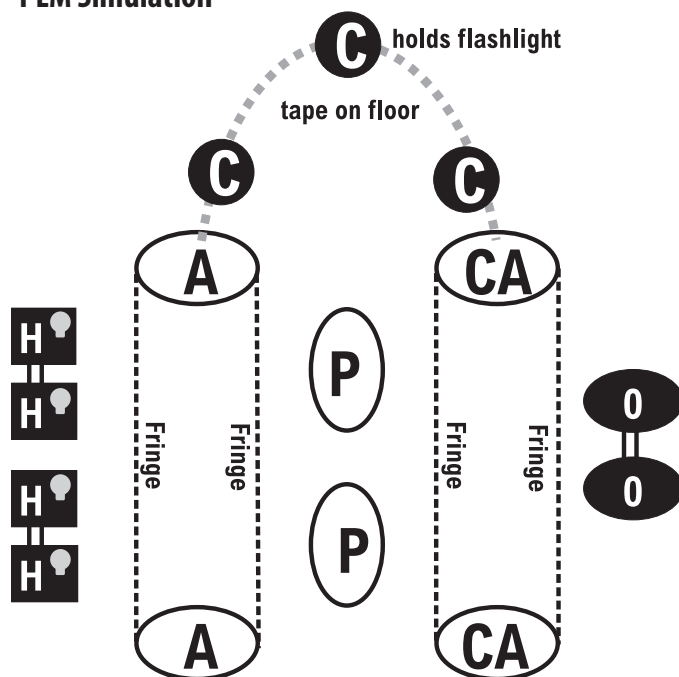 PEM Simulation
C
holds flashlight
tape on floor
C
C
A
CA
H
P
H
O
Fringe
Fringe
Fringe
Fringe
O
H
P
H
A
CA